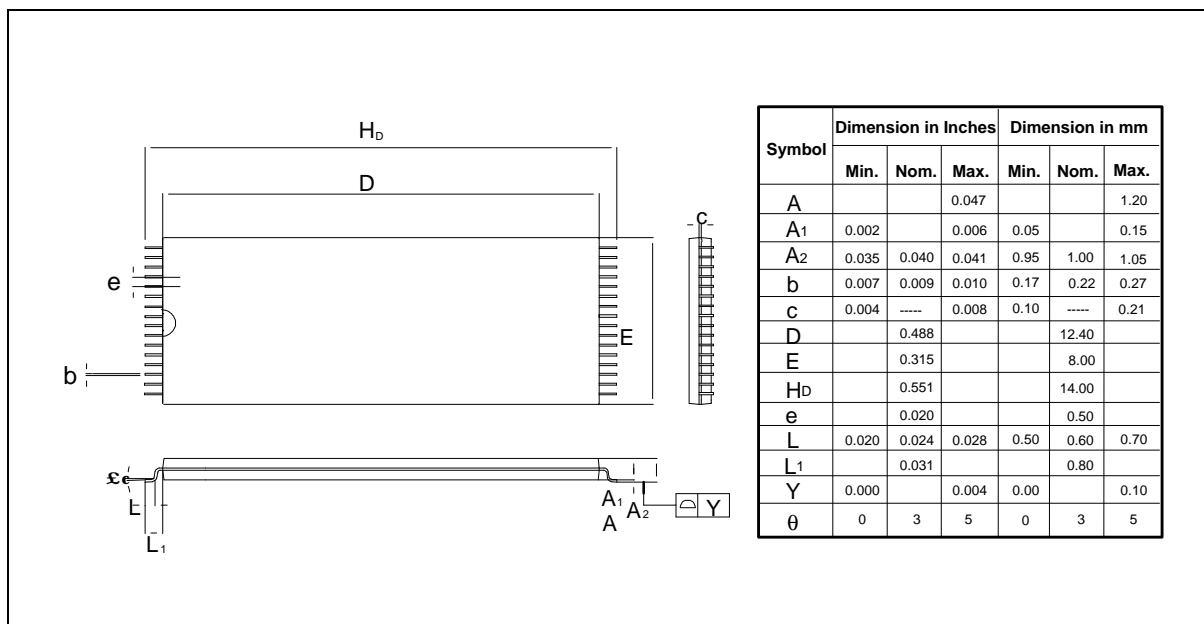 H D
D
c
e
E
b
£e
L
L 1
A 1
A
A 2
Y
Symbol Dimension in Inches Dimension in mm
Min. Nom. Max. Min. Nom. Max.
A 0.047 1.20
A1 0.002 0.006 0.05 0.15
A2 0.035 0.040 0.041 0.95 1.00 1.05
b 0.007 0.009 0.010 0.17 0.22 0.27
c 0.004 ----- 0.008 0.10 ----- 0.21
D 0.488 12.40
E 0.315 8.00
HD 0.551 14.00
e 0.020 0.50
L 0.020 0.024 0.028 0.50 0.60 0.70
L1 0.031 0.80
Y 0.000 0.004 0.00 0.10
θ 0 3 5 0 3 5